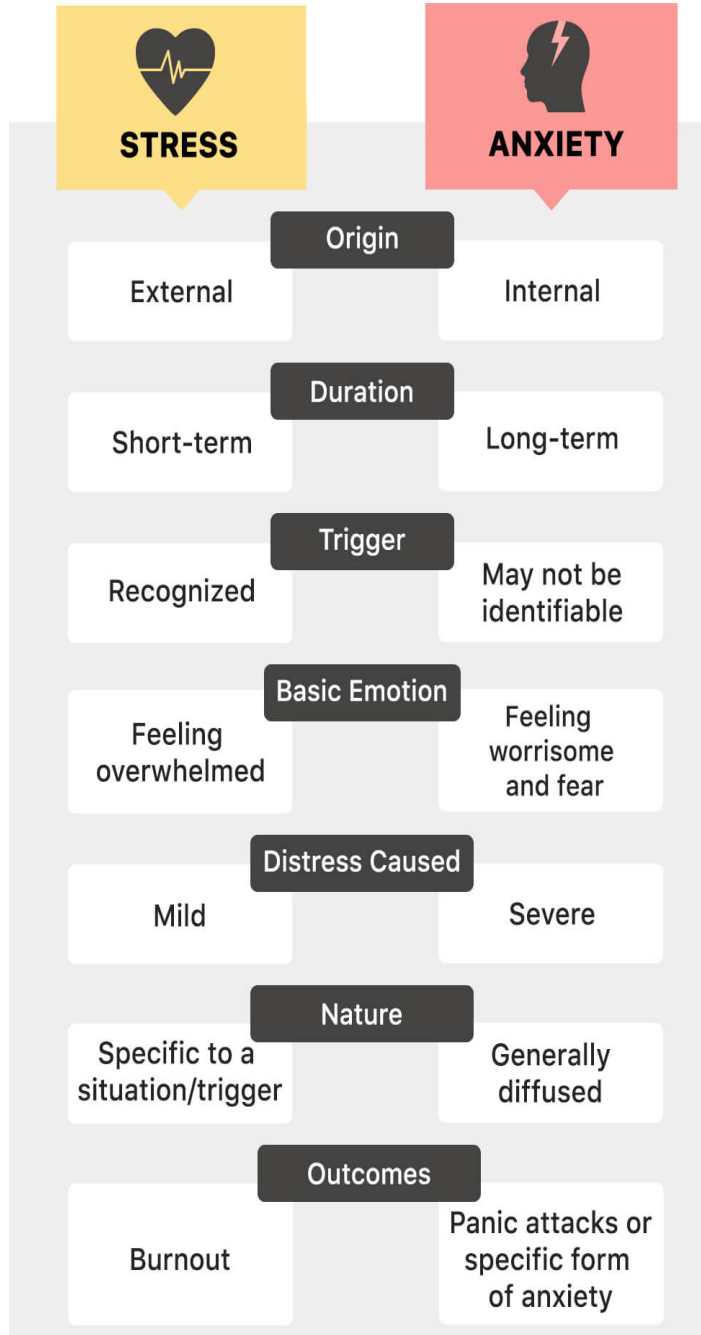 STRESS
ANXIETY
Origin
External
Internal
Duration
Short-term
Long-term
Trigger
Recognized
May not be
identifiable
Basic Emotion
Feeling
overwhelmed
Feeling
worrisome
and fear
Distress Caused
Mild
Severe
Nature
Specific to a
situation/trigger
Generally
diffused
Outcomes
Burnout
Panic attacks or
specific form
of anxiety